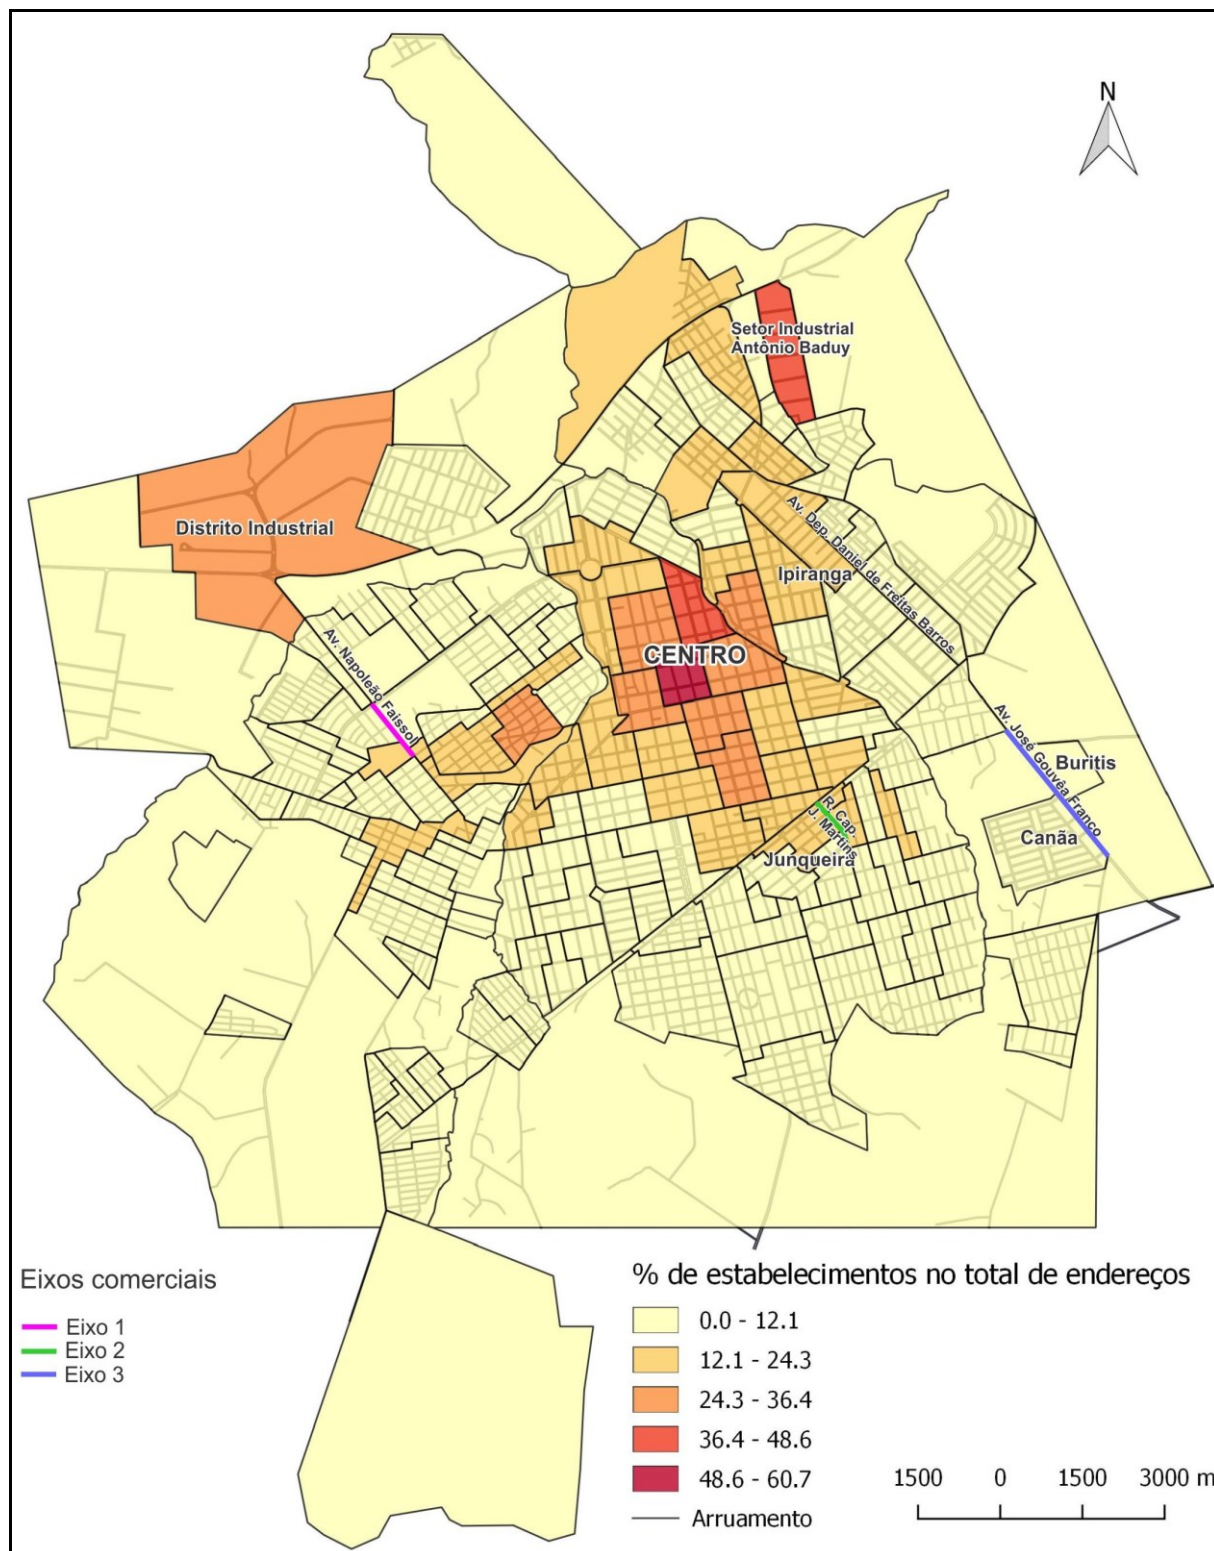 N
Setor Industrial
Antônio Baduy
Distrito Industrial
Av. Dep. Daniel de Freitas Barros
Ipiranga
CENTRO
Av. Napoleão Faissol
Av. José Gouvêa Franco
Buritis
R. Cap.
J. Martins
Canãa
Junqueira
Eixos comerciais
Eixo 1
Eixo 2
Eixo 3
% de estabelecimentos no total de endereços
0.0 - 12.1
12.1 - 24.3
24.3 - 36.4
36.4 - 48.6
48.6 - 60.7
Arruamento
1500 0 1500 3000 m